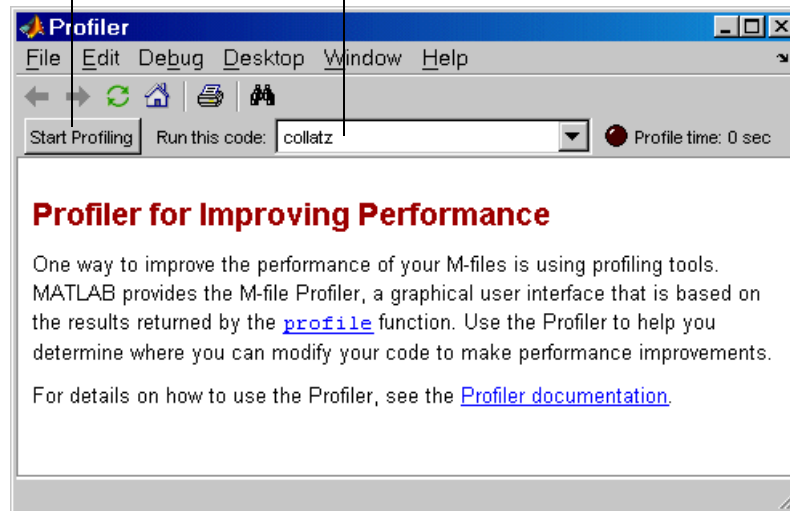 Profiler
File Edit Debug Desktop Window Help
Start Profiling Run this code: collatz Profile time: 0 sec
Profiler for Improving Performance
One way to improve the performance of your M-files is using profiling tools.
MATLAB provides the M-file Profiler, a graphical user interface that is based on
the results returned by the profile function. Use the Profiler to help you
determine where you can modify your code to make performance improvements.
For details on how to use the Profiler, see the Profiler documentation.